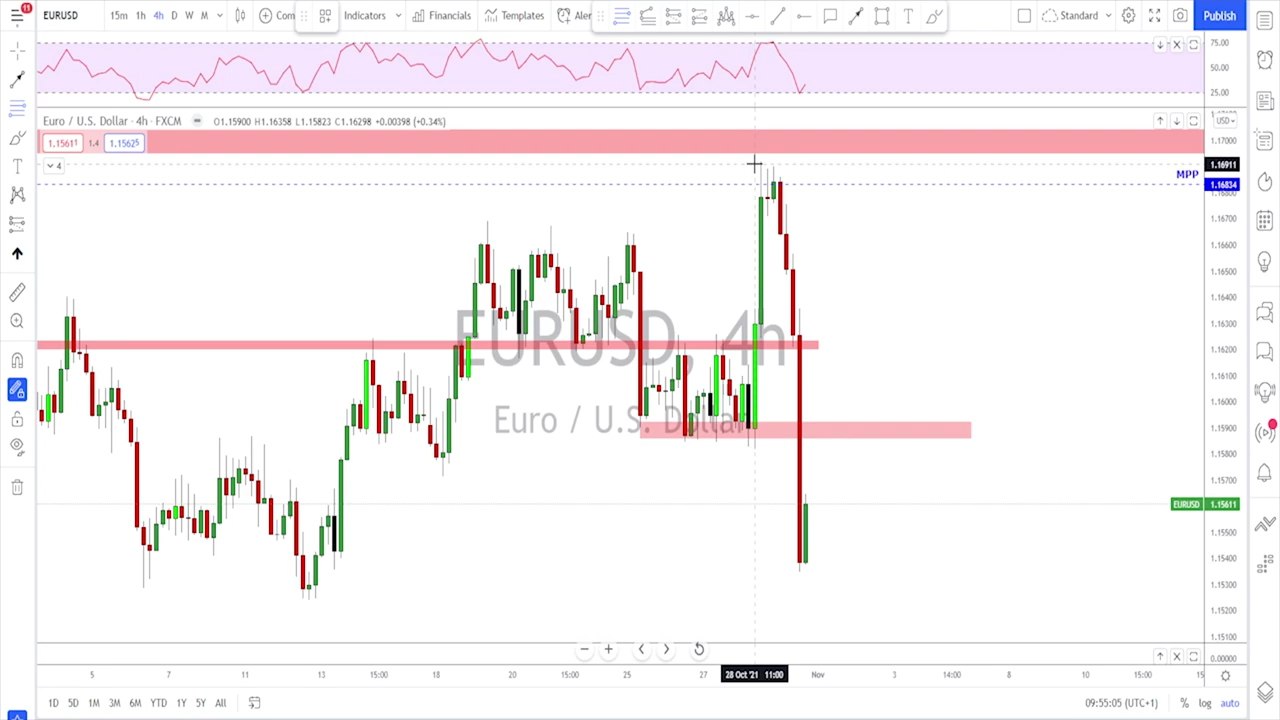 11
EURUSD 15m 1h 4h D W M Com Indicators Financials Templates Aler Standard Publish
75.00
50.00
25.00
Euro / U.S. Dollar · 4h · FXCM O1.15900 H1.16358 L1.15823 C1.16298 +0.00398 (+0.34%)
USD
1.15611 1.4 1.15625
1.17000
4
1.16911
MPP
1.16834
1.16700
1.16600
1.16500
1.16400
1.16300
EURUSD, 4h
1.16200
1.16100
1.16000
Euro / U.S. Dollar
1.15900
1.15800
1.15700
EURUSD 1.15611
1.15500
1.15400
1.15300
1.15200
1.15100
0.00000
5 7 11 13 15:00 18 20 15:00 25 27 28 Oct '21 11:00 Nov 3 14:00 8 10 15:00 15
1D 5D 1M 3M 6M YTD 1Y 5Y All 09:55:05 (UTC+1) % log auto